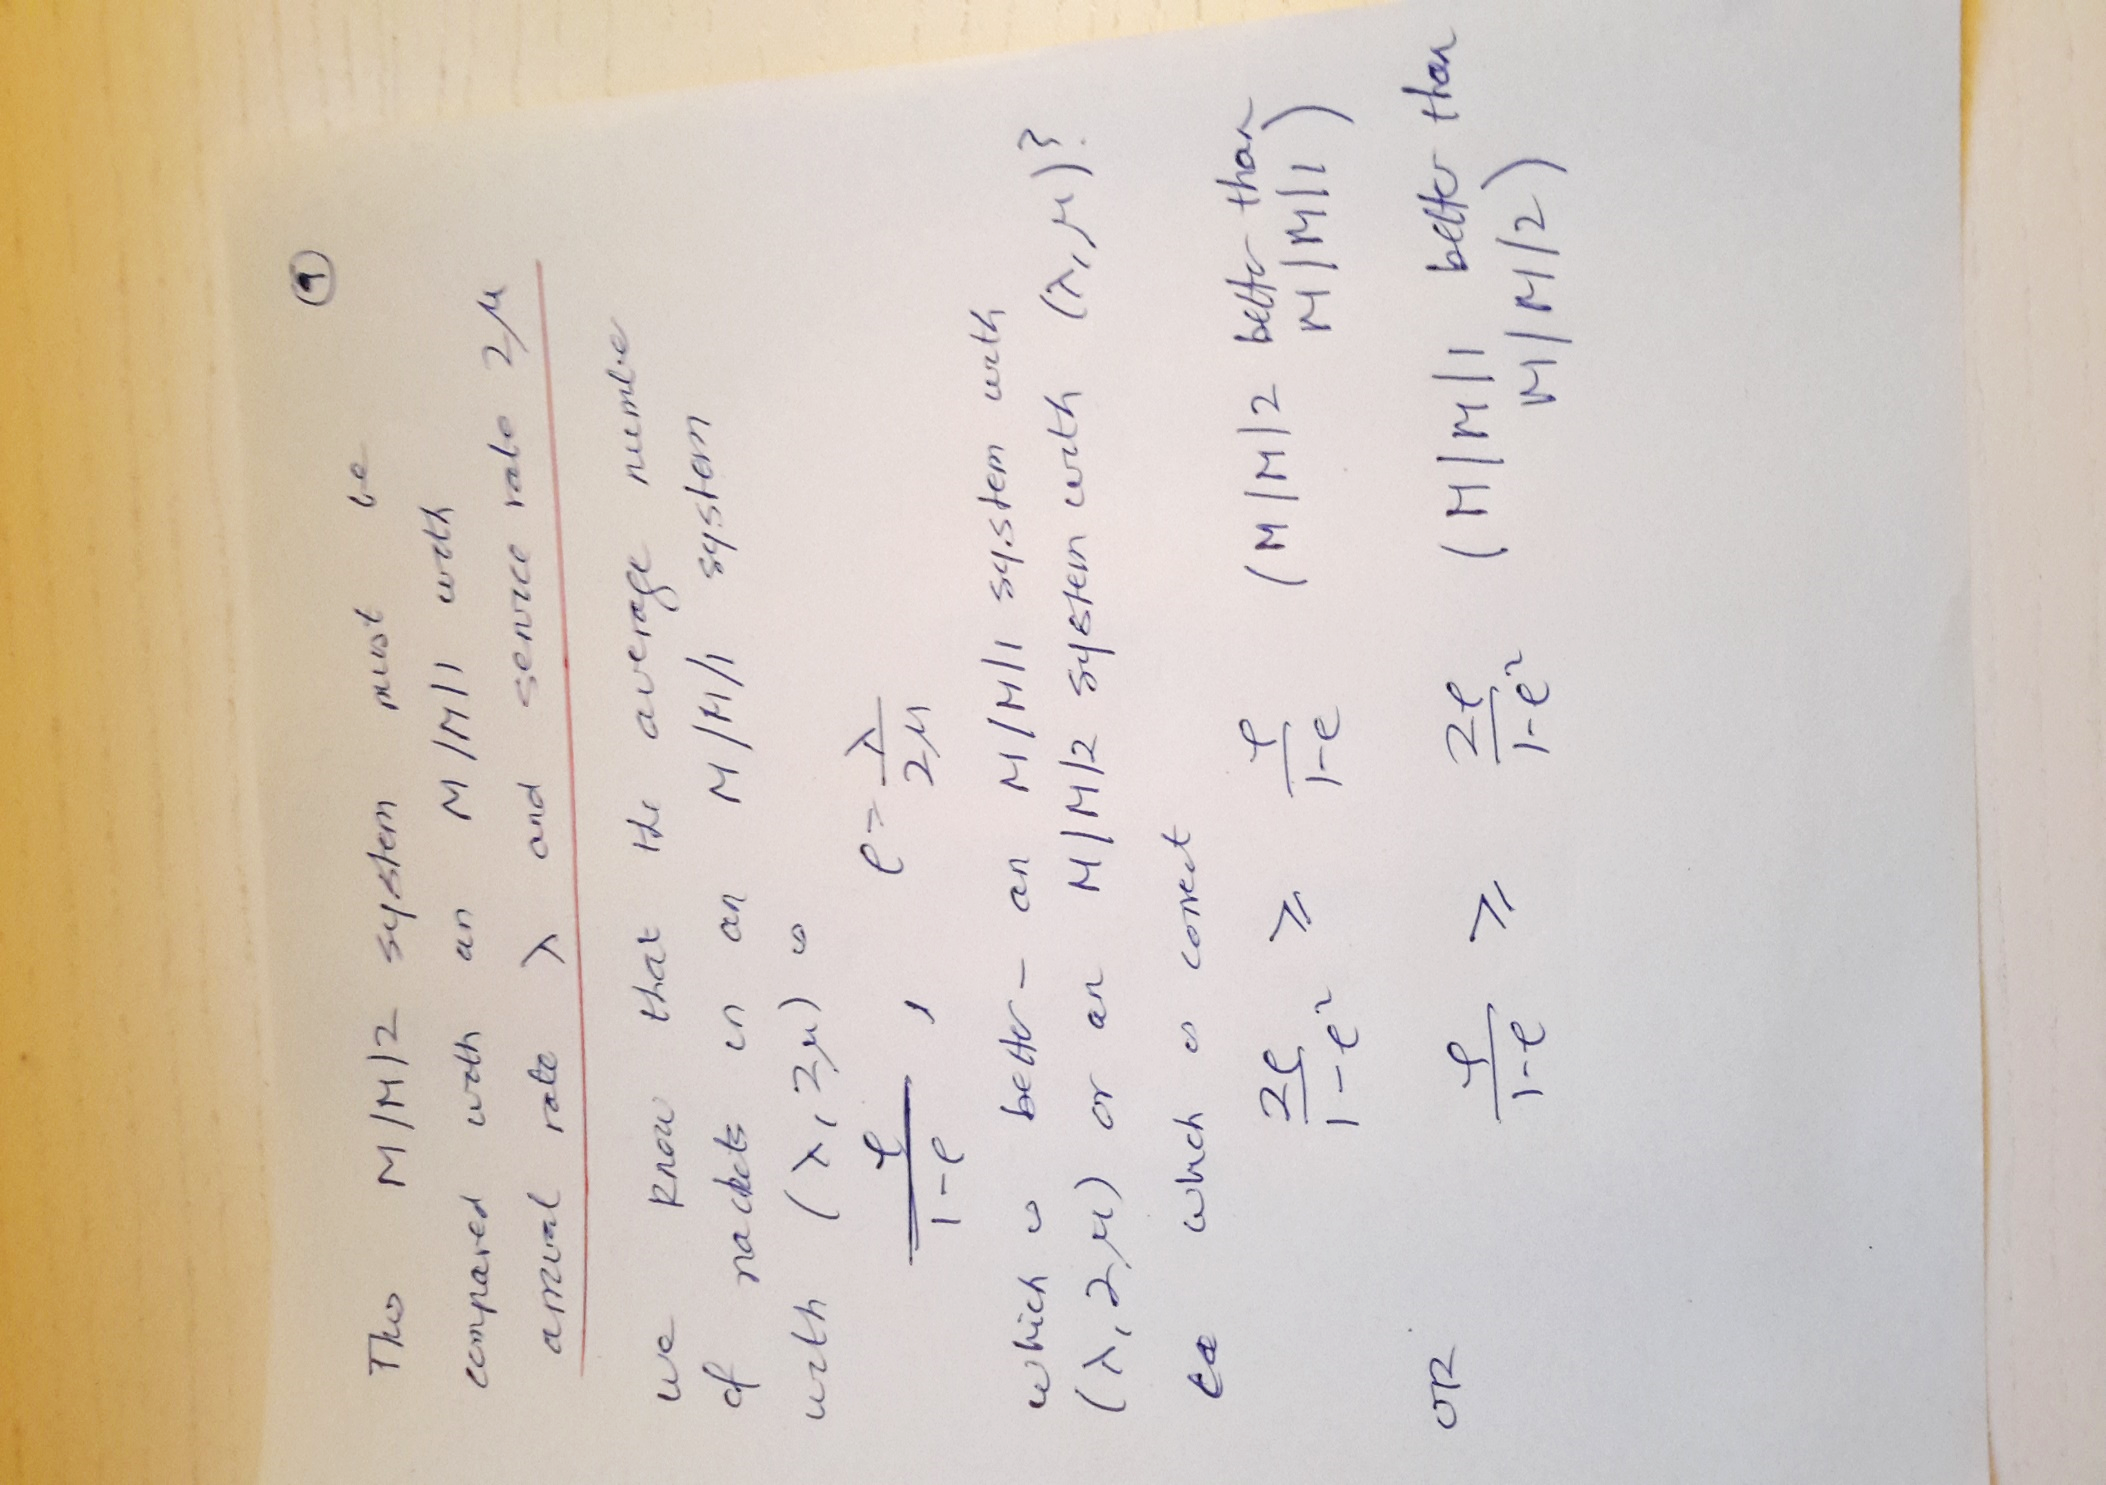 9
The M/M/2 system must be
compared with an M/M/1 with
arrival rate λ and service rate 2μ
we know that the average number
of packets in an M/M/1 system
with (λ, 2μ) is
ρ/(1-ρ) , ρ = λ/2μ
which is better - an M/M/1 system with
(λ, 2μ) or an M/M/2 system with (λ, μ)?
which is correct
2ρ/(1-ρ²) ≥ ρ/(1-ρ) (M/M/2 better than
M/M/1)
OR ρ/(1-ρ) ≥ 2ρ/(1-ρ²) (M/M/1 better than
M/M/2)